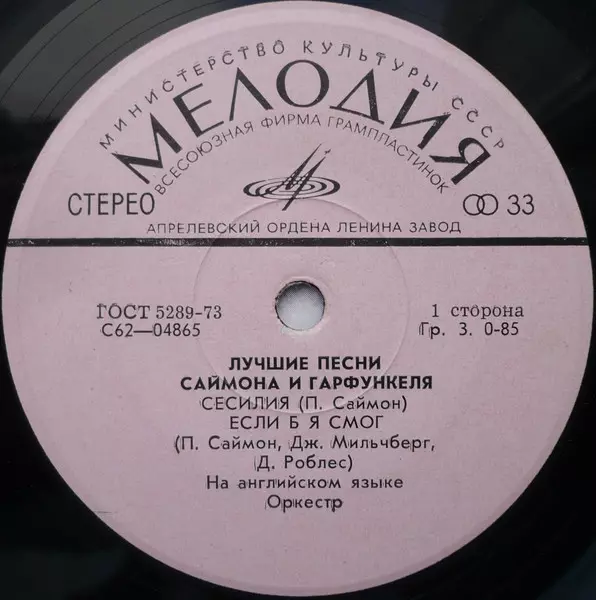 МИНИСТЕРСТВО КУЛЬТУРЫ СССР
МЕЛОДИЯ
ВСЕСОЮЗНАЯ ФИРМА ГРАМПЛАСТИНОК
СТЕРЕО
33
АПРЕЛЕВСКИЙ ОРДЕНА ЛЕНИНА ЗАВОД
ГОСТ 5289-73
1 сторона
С62—04865
Гр. 3. 0-85
ЛУЧШИЕ ПЕСНИ
САЙМОНА И ГАРФУНКЕЛЯ
СЕСИЛИЯ (П. Саймон)
ЕСЛИ Б Я СМОГ
(П. Саймон, Дж. Мильчберг,
Д. Роблес)
На английском языке
Оркестр